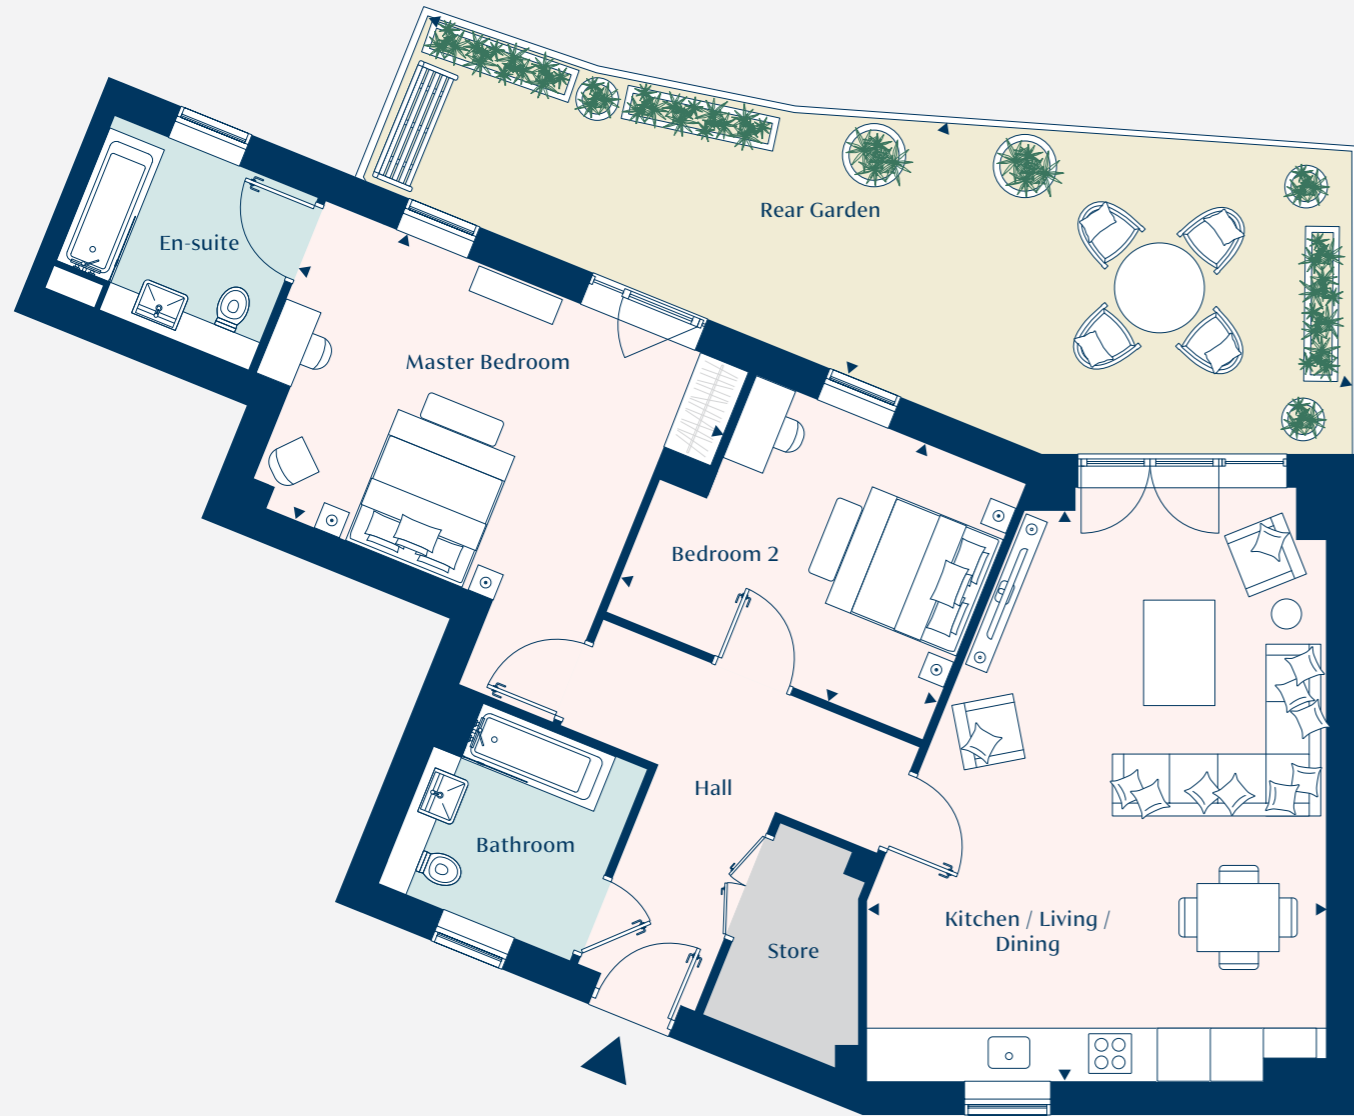 Rear Garden
En-suite
Master Bedroom
Bedroom 2
Hall
Bathroom
Kitchen / Living /
Dining
Store